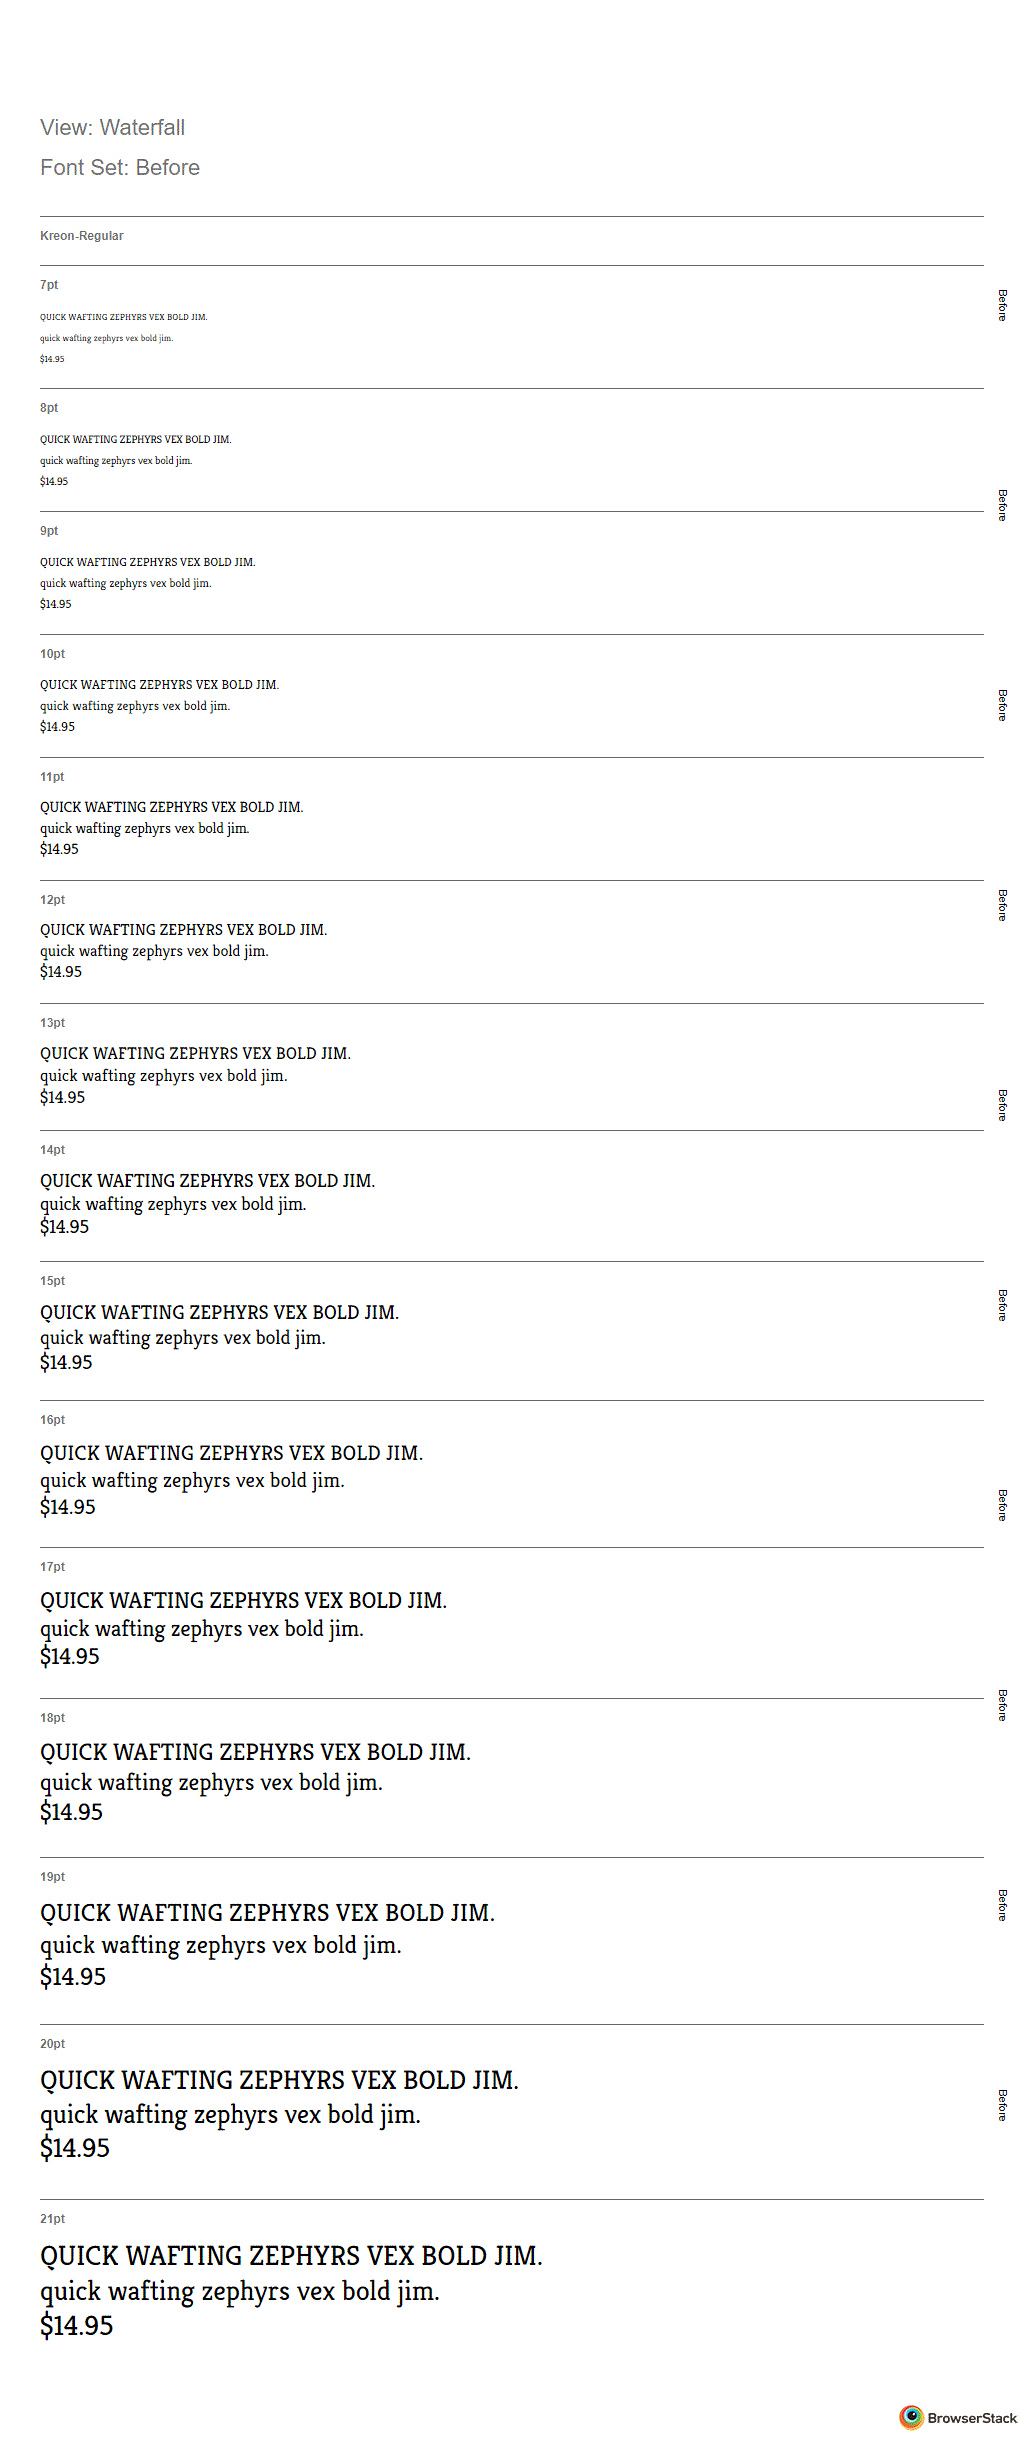 View: Waterfall
Font Set: Before
Kreon-Regular
7pt
QUICK WAFTING ZEPHYRS VEX BOLD JIM.
quick wafting zephyrs vex bold jim.
$14.95
Before
8pt
QUICK WAFTING ZEPHYRS VEX BOLD JIM.
quick wafting zephyrs vex bold jim.
$14.95
Before
9pt
QUICK WAFTING ZEPHYRS VEX BOLD JIM.
quick wafting zephyrs vex bold jim.
$14.95
10pt
QUICK WAFTING ZEPHYRS VEX BOLD JIM.
quick wafting zephyrs vex bold jim.
$14.95
Before
11pt
QUICK WAFTING ZEPHYRS VEX BOLD JIM.
quick wafting zephyrs vex bold jim.
$14.95
12pt
QUICK WAFTING ZEPHYRS VEX BOLD JIM.
quick wafting zephyrs vex bold jim.
$14.95
Before
13pt
QUICK WAFTING ZEPHYRS VEX BOLD JIM.
quick wafting zephyrs vex bold jim.
$14.95
Before
14pt
QUICK WAFTING ZEPHYRS VEX BOLD JIM.
quick wafting zephyrs vex bold jim.
$14.95
15pt
QUICK WAFTING ZEPHYRS VEX BOLD JIM.
quick wafting zephyrs vex bold jim.
$14.95
Before
16pt
QUICK WAFTING ZEPHYRS VEX BOLD JIM.
quick wafting zephyrs vex bold jim.
$14.95
Before
17pt
QUICK WAFTING ZEPHYRS VEX BOLD JIM.
quick wafting zephyrs vex bold jim.
$14.95
Before
18pt
QUICK WAFTING ZEPHYRS VEX BOLD JIM.
quick wafting zephyrs vex bold jim.
$14.95
19pt
QUICK WAFTING ZEPHYRS VEX BOLD JIM.
quick wafting zephyrs vex bold jim.
$14.95
Before
20pt
QUICK WAFTING ZEPHYRS VEX BOLD JIM.
quick wafting zephyrs vex bold jim.
$14.95
Before
21pt
QUICK WAFTING ZEPHYRS VEX BOLD JIM.
quick wafting zephyrs vex bold jim.
$14.95
BrowserStack